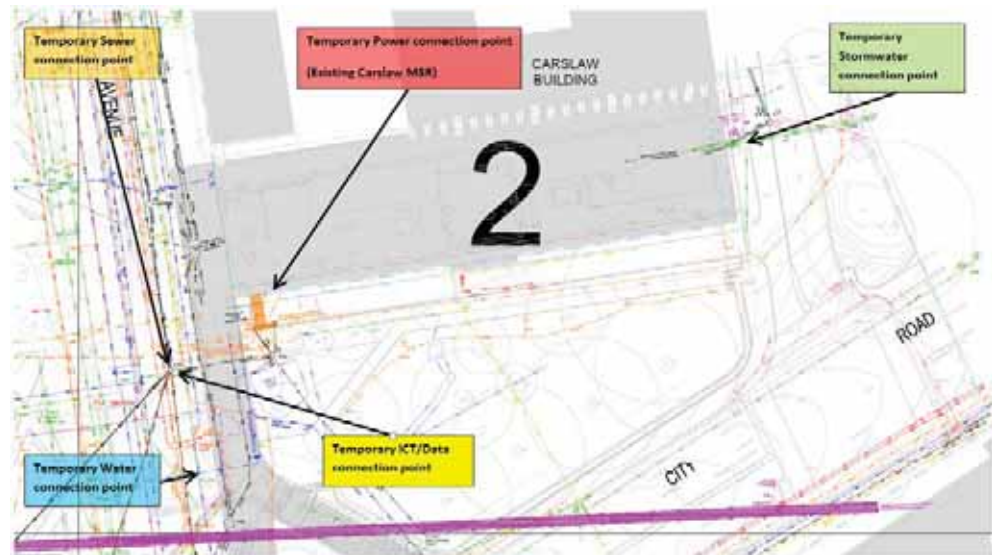 Temporary Sewer
connection point
Temporary Power connection point
(Existing Carslaw MSR)
CARSLAW
BUILDING
Temporary
Stormwater
connection point
AVENUE
2
ROAD
CITY
Temporary ICT/Data
connection point
Temporary Water
connection point